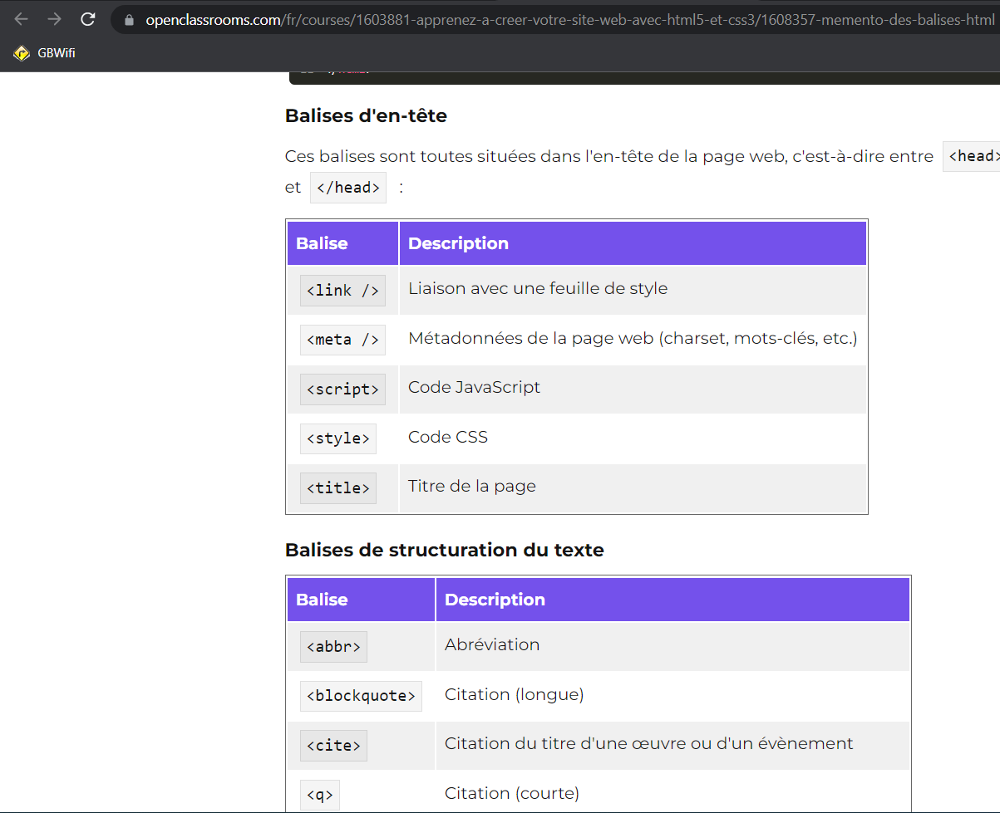 openclassrooms.com/fr/courses/1603881-apprenez-a-creer-votre-site-web-avec-html5-et-css3/1608357-memento-des-balises-html
GBWifi
Balises d'en-tête
Ces balises sont toutes situées dans l'en-tête de la page web, c'est-à-dire entre <head>
et </head> :
Balise Description
<link /> Liaison avec une feuille de style
<meta /> Métadonnées de la page web (charset, mots-clés, etc.)
<script> Code JavaScript
<style> Code CSS
<title> Titre de la page
Balises de structuration du texte
Balise Description
<abbr> Abréviation
<blockquote> Citation (longue)
<cite> Citation du titre d'une œuvre ou d'un évènement
<q> Citation (courte)